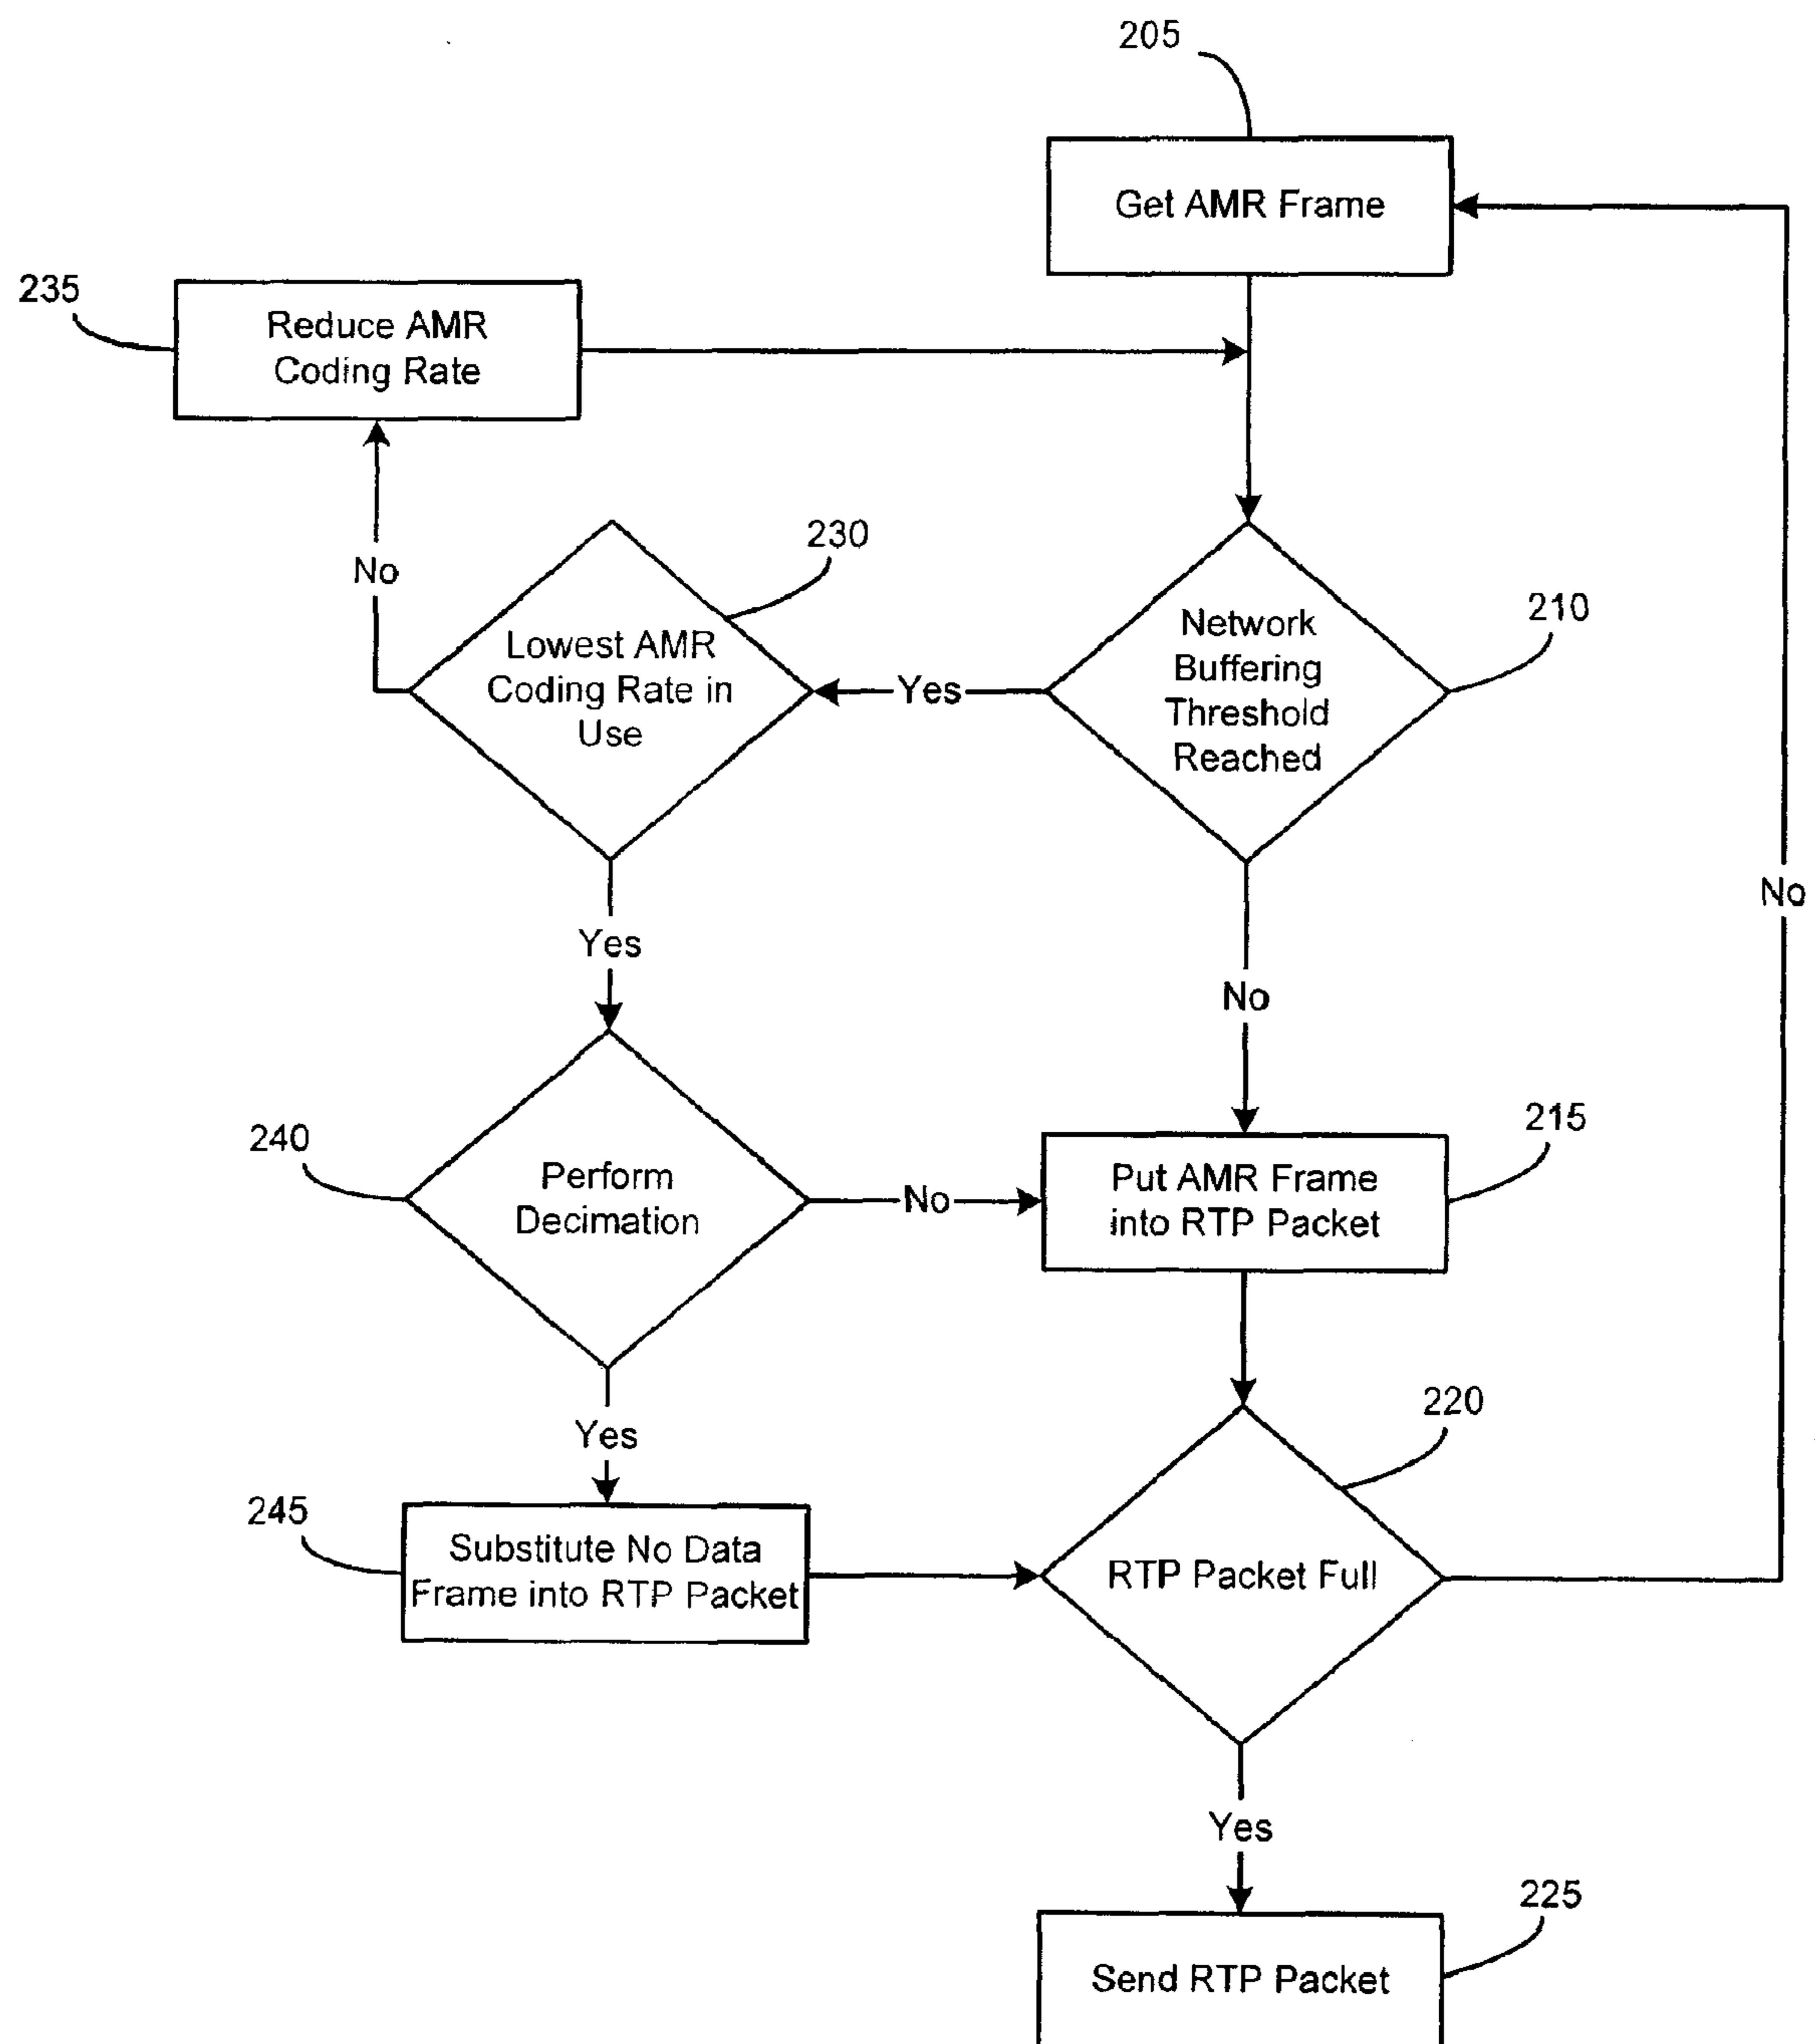 205
Get AMR Frame
235
Reduce AMR
Coding Rate
No
230
Lowest AMR
Coding Rate in
Use
Yes
210
Network
Buffering
Threshold
Reached
No
Yes
No
240
Perform
Decimation
No
215
Put AMR Frame
into RTP Packet
Yes
220
245
Substitute No Data
Frame into RTP Packet
RTP Packet Full
Yes
225
Send RTP Packet